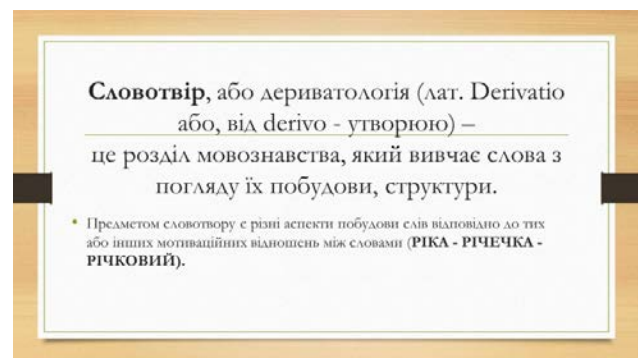 Словотвір, або дериватологія (лат. Derivatio
або, від derivo - утворюю) –
це розділ мовознавства, який вивчає слова з
погляду їх побудови, структури.
• Предметом словотвору є різні аспекти побудови слів відповідно до тих
або інших мотиваційних відношень між словами (РІКА - РІЧЕЧКА -
РІЧКОВИЙ).